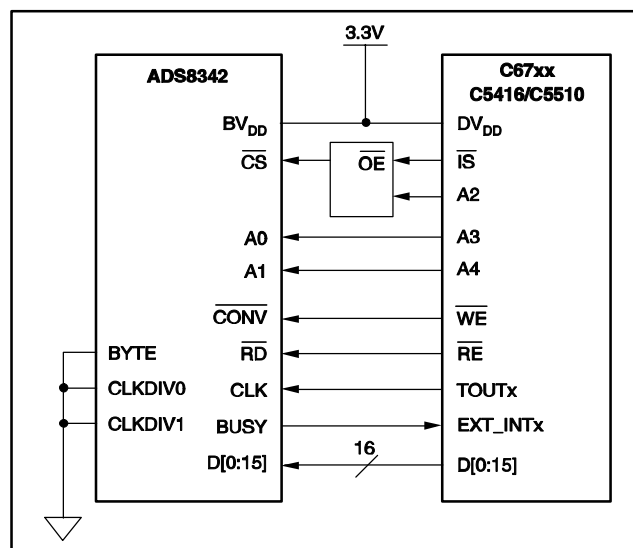 3.3V
ADS8342
C67xx
C5416/C5510
BVDD
DVDD
CS
OE
IS
A2
A0
A3
A1
A4
CONV
WE
BYTE
RD
RE
CLKDIV0
CLK
TOUTx
CLKDIV1
BUSY
EXT_INTx
16
D[0:15]
D[0:15]